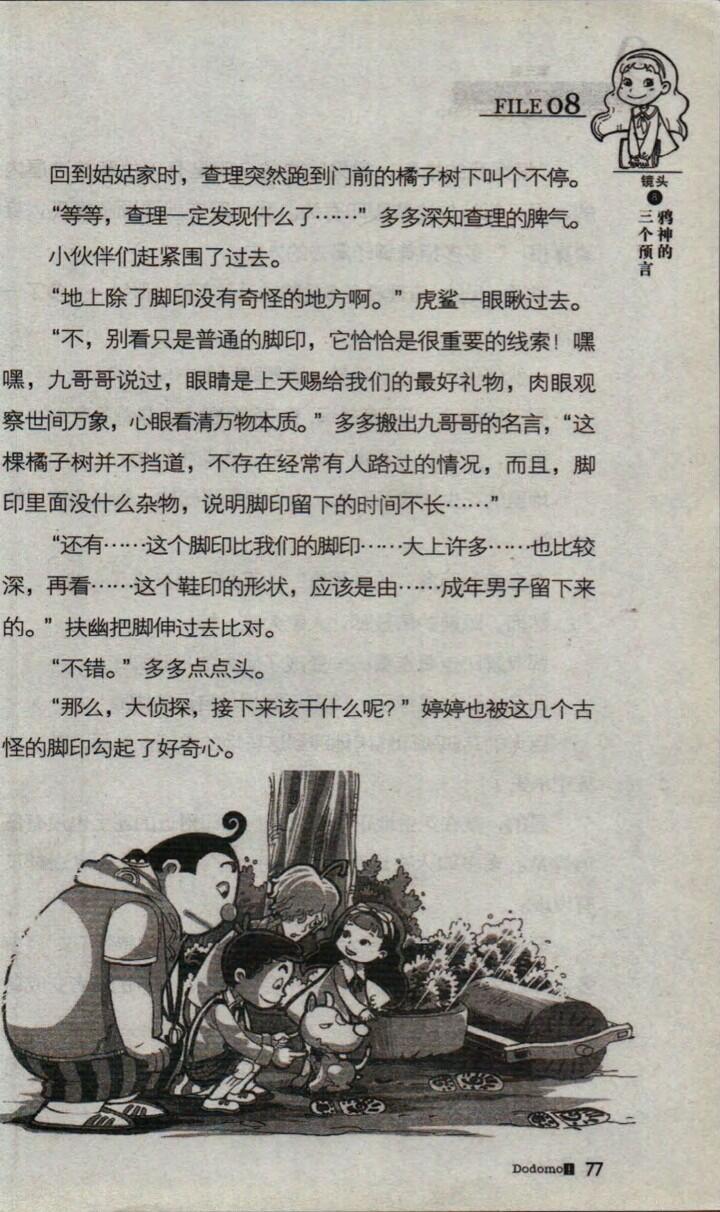 FILE 08
镜头
8
鸦神的
三个预言
回到姑姑家时，查理突然跑到门前的橘子树下叫个不停。
“等等，查理一定发现什么了……”多多深知查理的脾气。
小伙伴们赶紧围了过去。
“地上除了脚印没有奇怪的地方啊。”虎鲨一眼瞅过去。
“不，别看只是普通的脚印，它恰恰是很重要的线索！嘿
嘿，九哥哥说过，眼睛是上天赐给我们的最好礼物，肉眼观
察世间万象，心眼看清万物本质。”多多搬出九哥哥的名言，“这
棵橘子树并不挡道，不存在经常有人路过的情况，而且，脚
印里面没什么杂物，说明脚印留下的时间不长……”
“还有……这个脚印比我们的脚印……大上许多……也比较
深，再看……这个鞋印的形状，应该是由……成年男子留下来
的。”扶幽把脚伸过去比对。
“不错。”多多点点头。
“那么，大侦探，接下来该干什么呢？”婷婷也被这几个古
怪的脚印勾起了好奇心。
Dodomo! 77